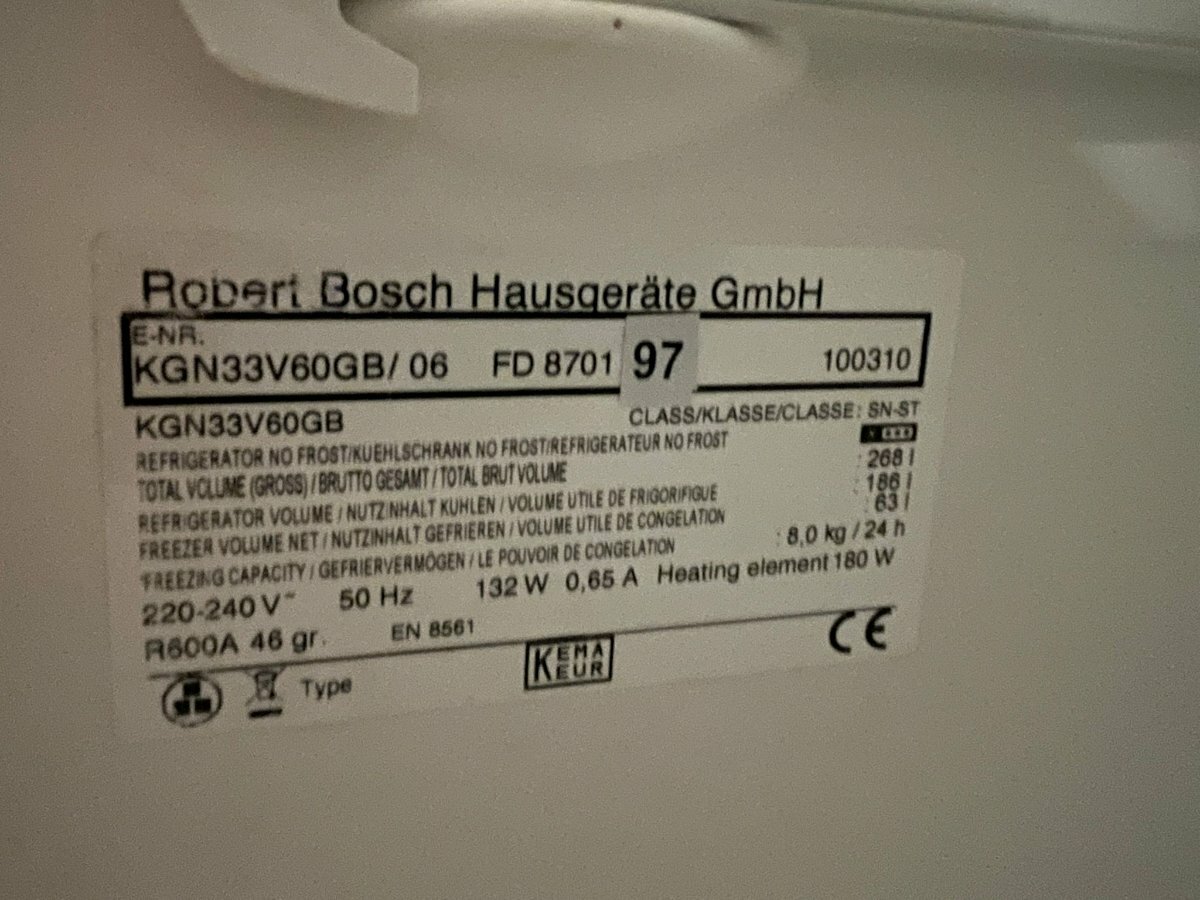 Robert Bosch Hausgeräte GmbH
E-NR.
KGN33V60GB/ 06 FD 8701 97 100310
KGN33V60GB CLASS/KLASSE/CLASSE: SN-ST
REFRIGERATOR NO FROST/KUEHLSCHRANK NO FROST/REFRIGERATEUR NO FROST
TOTAL VOLUME (GROSS) / BRUTTO GESAMT / TOTAL BRUT VOLUME : 268 l
REFRIGERATOR VOLUME / NUTZINHALT KUHLEN / VOLUME UTILE DE FRIGORIFIGUE : 186 l
FREEZER VOLUME NET / NUTZINHALT GEFRIEREN / VOLUME UTILE DE CONGELATION : 63 l
FREEZING CAPACITY / GEFRIERVERMÖGEN / LE POUVOIR DE CONGELATION : 8,0 kg / 24 h
220-240 V~ 50 Hz 132 W 0,65 A Heating element 180 W
R600A 46 gr. EN 8561
Type KEMA EUR CE